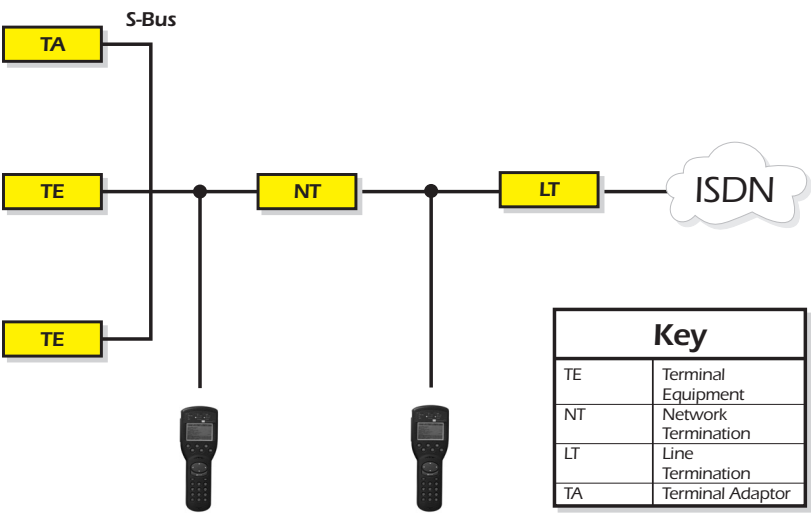 S-Bus
TA
TE
NT
LT
ISDN
TE
Key
TE Terminal
Equipment
NT Network
Termination
LT Line
Termination
TA Terminal Adaptor